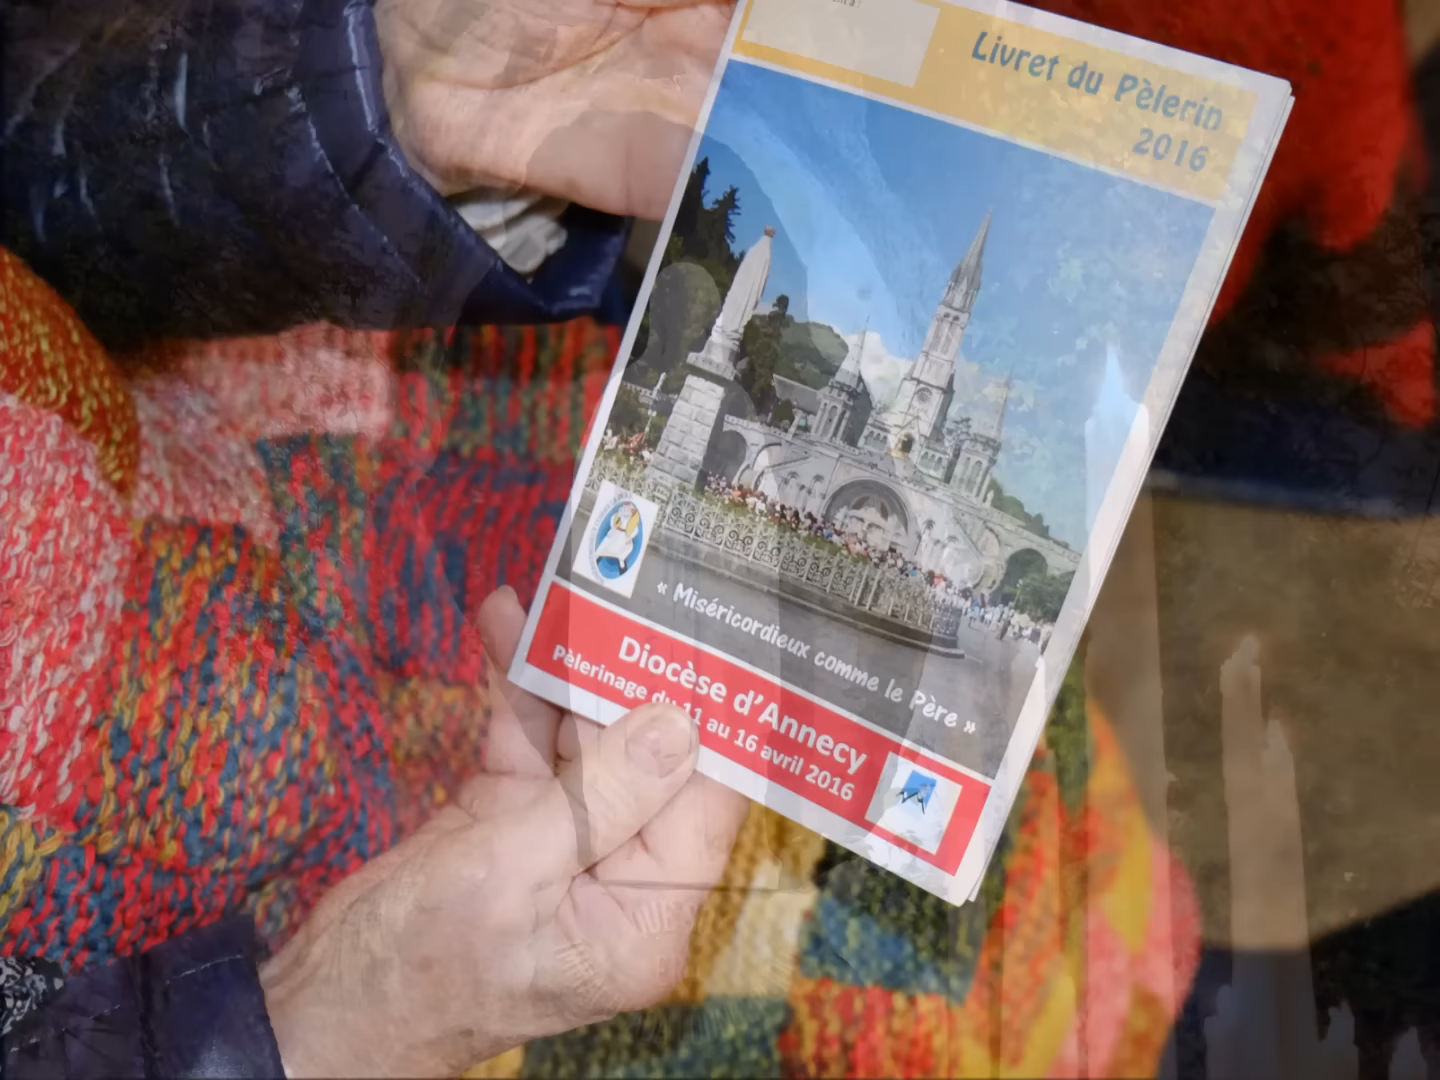 Livret du Pèlerin
2016
« Miséricordieux comme le Père »
Diocèse d'Annecy
Pèlerinage du 11 au 16 avril 2016